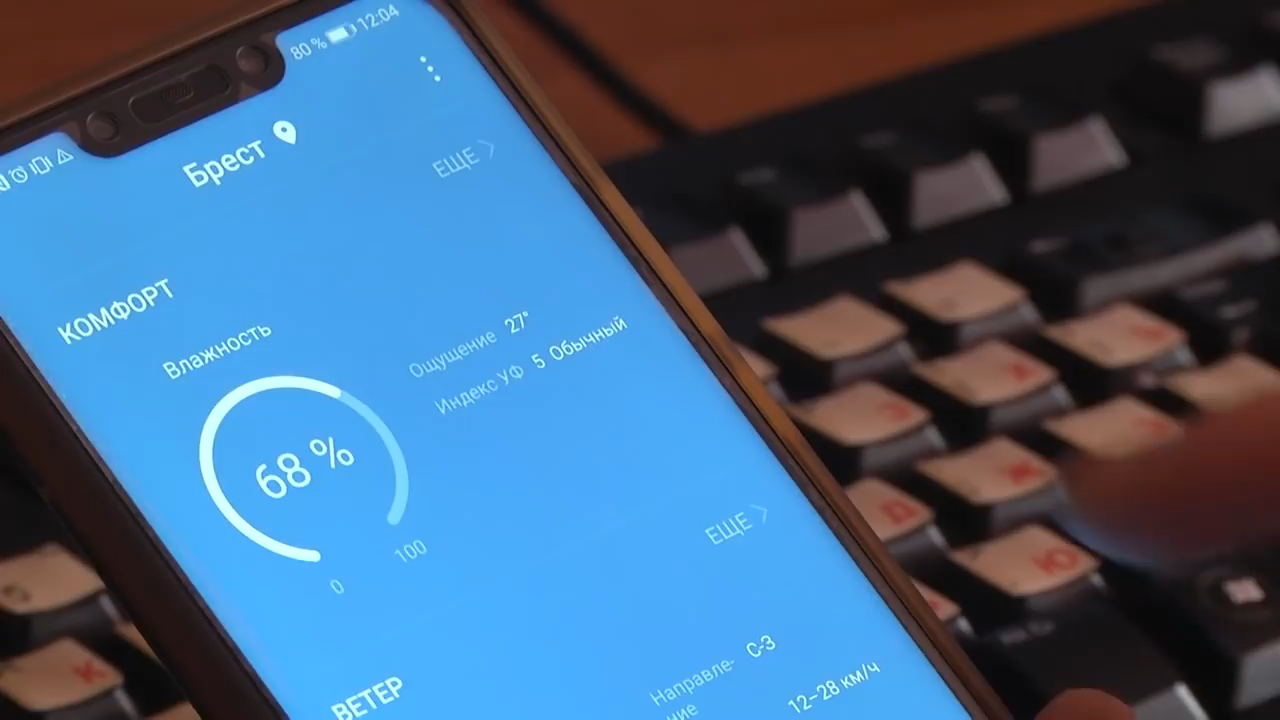 80 % 12:04
Брест
ЕЩЕ
КОМФОРТ
Влажность
68 %
0
100
Ощущение 27°
Индекс УФ 5 Обычный
ЕЩЕ
ВЕТЕР
Направле-
ние
С-З
12–28 км/ч
К
Х
Ж
Д
Ю